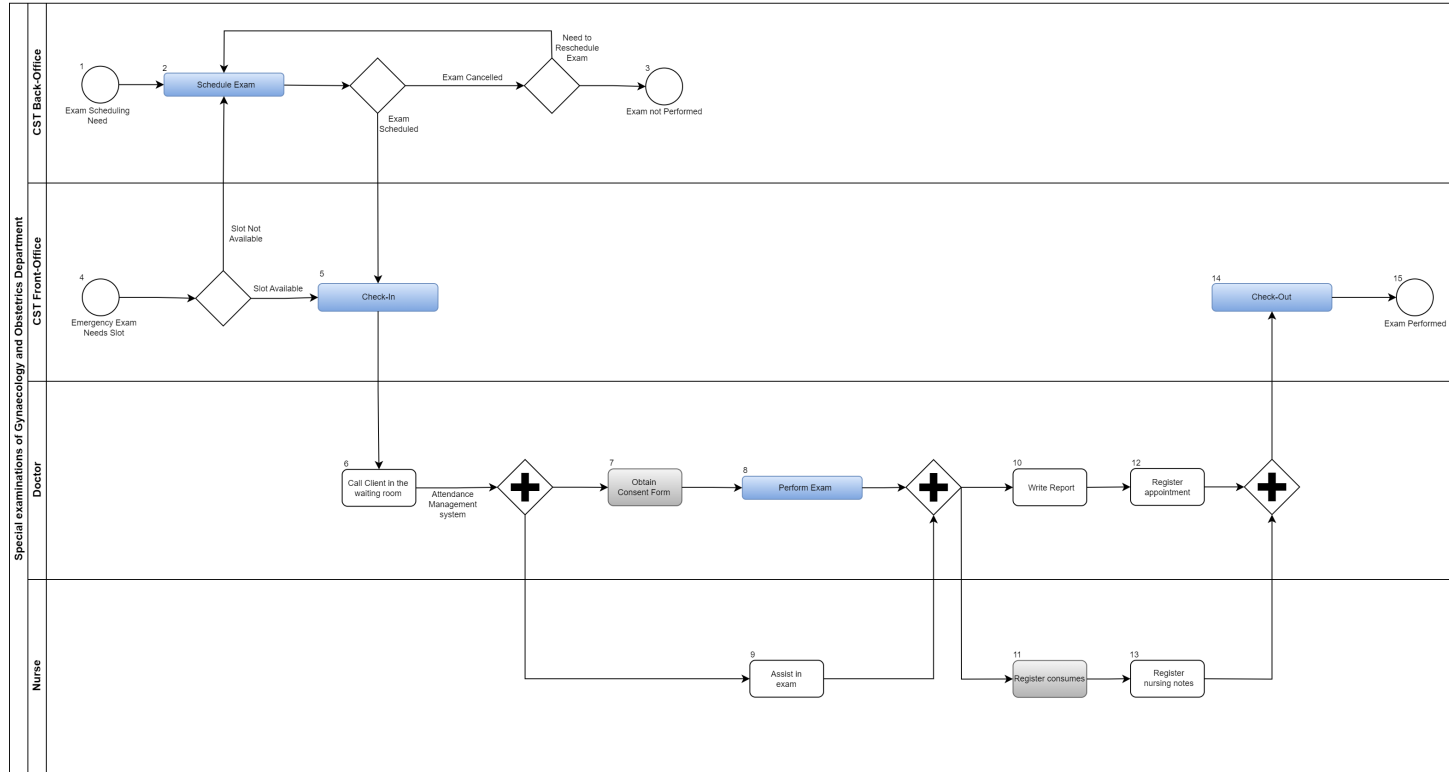 Special examinations of Gynaecology and Obstetrics Department
CST Back-Office
1
Exam Scheduling
Need
2
Schedule Exam
Exam Cancelled
Need to
Reschedule
Exam
3
Exam not Performed
Exam
Scheduled
CST Front-Office
4
Emergency Exam
Needs Slot
Slot Not
Available
Slot Available
5
Check-In
14
Check-Out
15
Exam Performed
Doctor
6
Call Client in the
waiting room
Attendance
Management
system
7
Obtain
Consent Form
8
Perform Exam
10
Write Report
12
Register
appointment
Nurse
9
Assist in
exam
11
Register consumes
13
Register
nursing notes